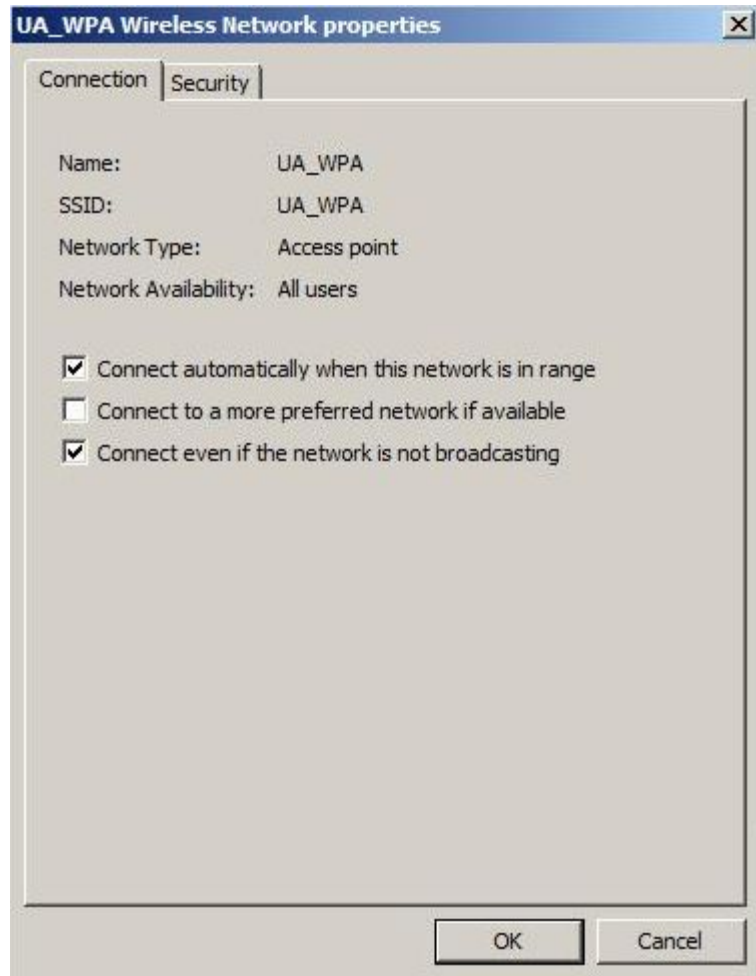 UA_WPA Wireless Network properties
Connection
Security
Name: UA_WPA
SSID: UA_WPA
Network Type: Access point
Network Availability: All users
Connect automatically when this network is in range
Connect to a more preferred network if available
Connect even if the network is not broadcasting
OK
Cancel